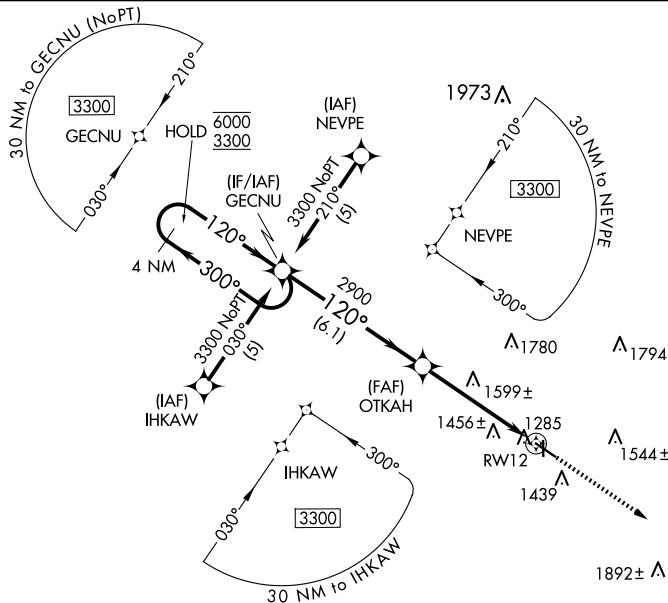 30 NM to GECNU (NoPT)
210°
3300
GECNU
030°
HOLD
6000
3300
(IAF)
NEVPE
1973
210°
30 NM to NEVPE
3300
NEVPE
300°
(IF/IAF)
GECNU
3300 NoPT
210°
(5)
120°
4 NM
300°
3300 NoPT
030°
(5)
2900
120°
(6.1)
(IAF)
IHKAW
(FAF)
OTKAH
1780
1794
1599±
1456±
1285
RW12
1544±
1439
1892±
IHKAW
300°
030°
3300
30 NM to IHKAW